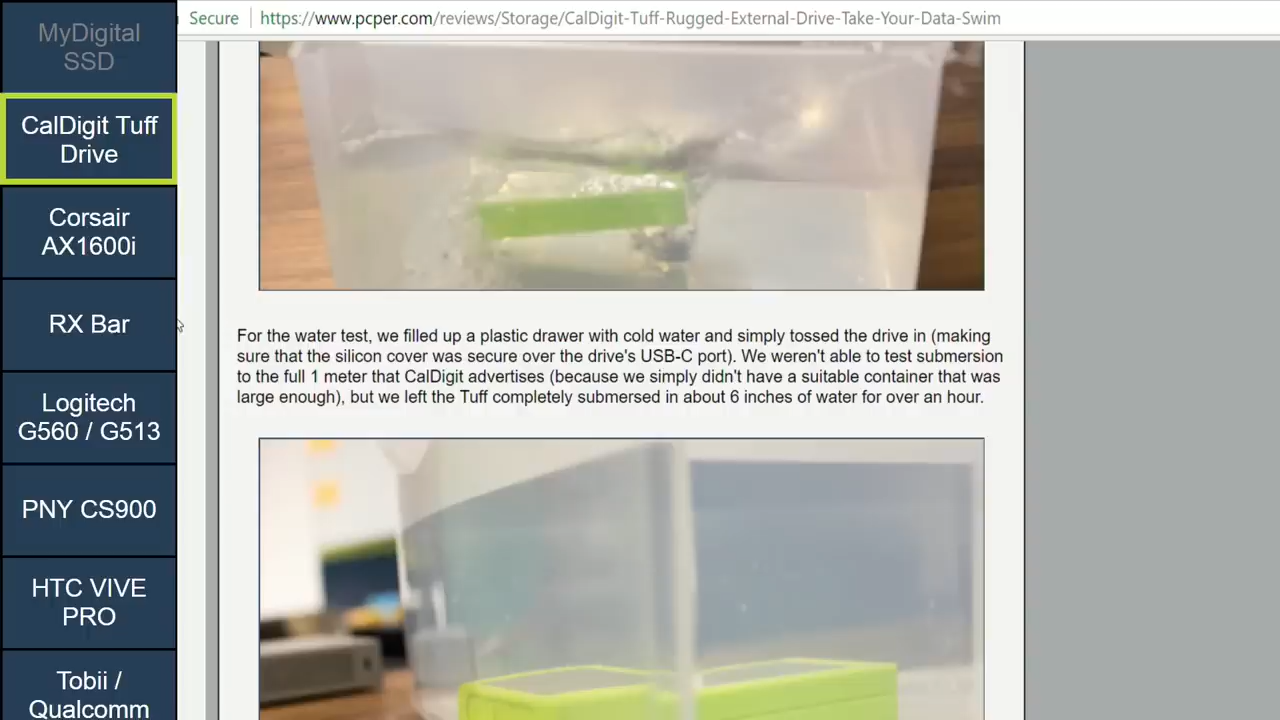 MyDigital
SSD
CalDigit Tuff
Drive
Corsair
AX1600i
RX Bar
Logitech
G560 / G513
PNY CS900
HTC VIVE
PRO
Tobii /
Qualcomm
Secure
https://www.pcper.com/reviews/Storage/CalDigit-Tuff-Rugged-External-Drive-Take-Your-Data-Swim
For the water test, we filled up a plastic drawer with cold water and simply tossed the drive in (making
sure that the silicon cover was secure over the drive's USB-C port). We weren't able to test submersion
to the full 1 meter that CalDigit advertises (because we simply didn't have a suitable container that was
large enough), but we left the Tuff completely submersed in about 6 inches of water for over an hour.